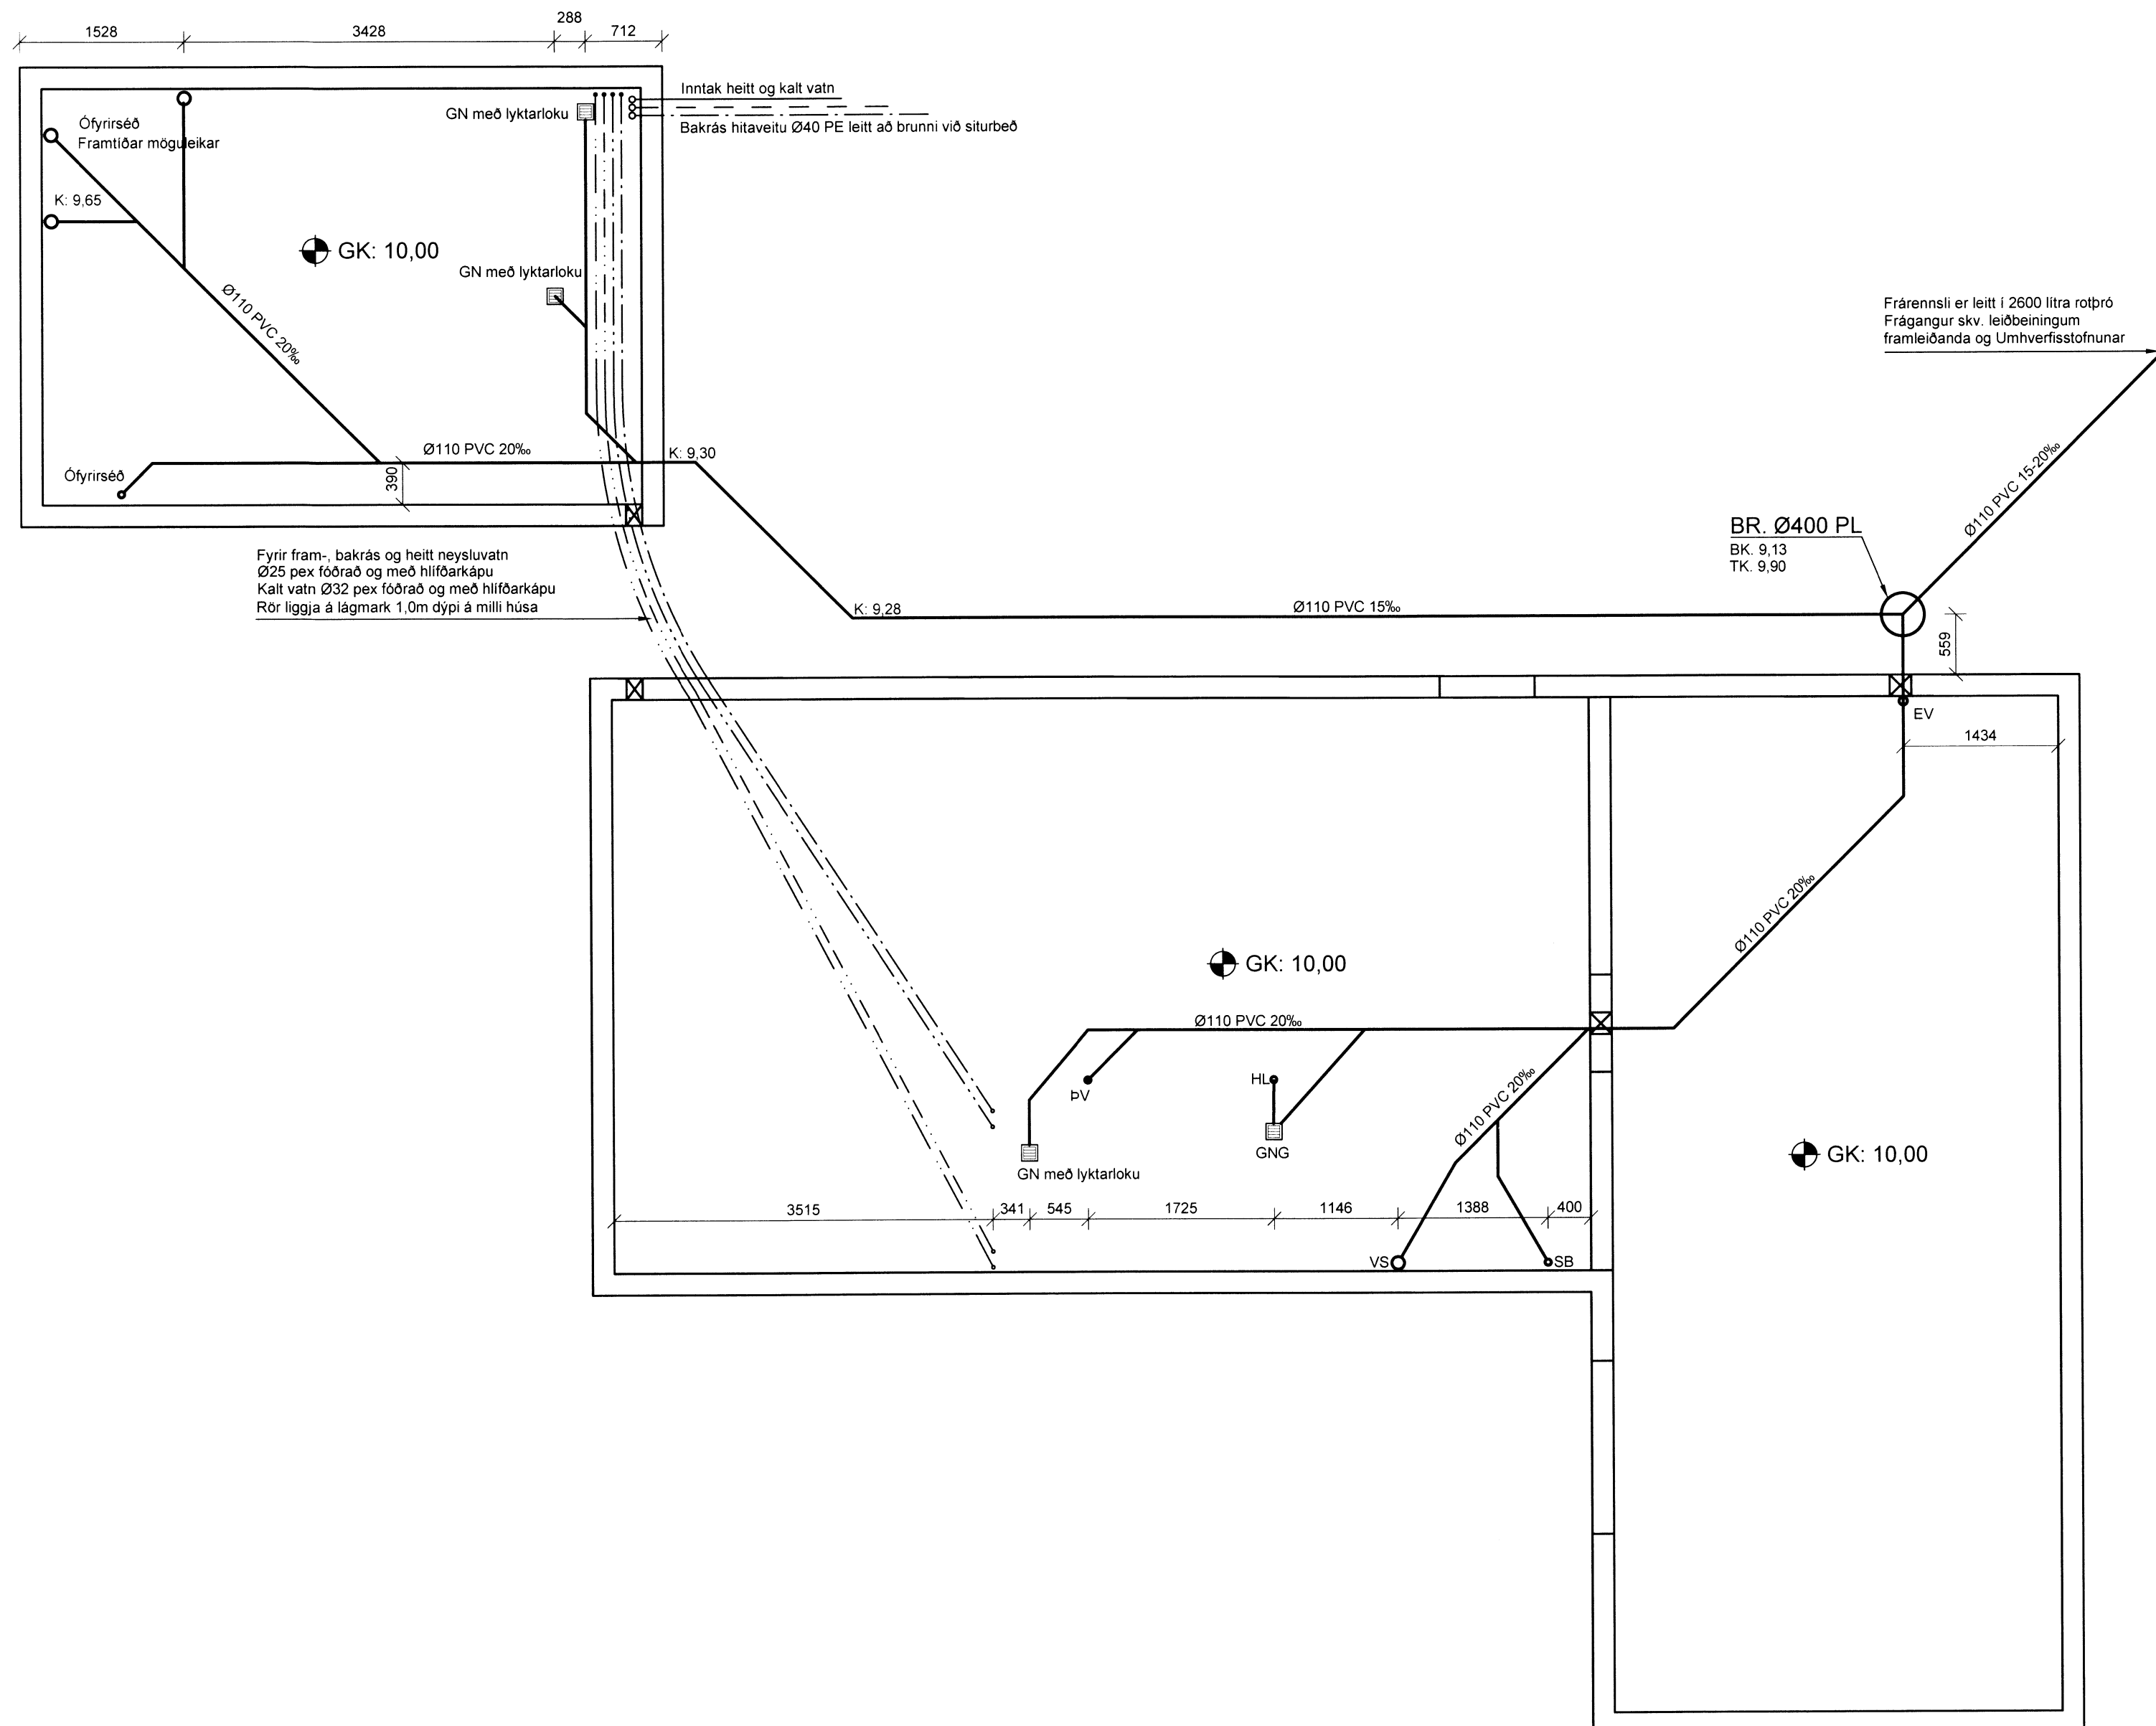 288
1528
3428
712
Inntak heitt og kalt vatn
GN með lyktarloku
Bakrás hitaveitu Ø40 PE leitt að brunni við siturbeð
Ófyrirséð
Framtíðar möguleikar
K: 9,65
GK: 10,00
GN með lyktarloku
Ø110 PVC 20‰
Frárennsli er leitt í 2600 lítra rotþró
Frágangur skv. leiðbeiningum
framleiðanda og Umhverfisstofnunar
Ø110 PVC 20‰
K: 9,30
Ófyrirséð
390
Ø110 PVC 15-20‰
BR. Ø400 PL
BK. 9,13
TK. 9,90
Fyrir fram-, bakrás og heitt neysluvatn
Ø25 pex fóðrað og með hlífðarkápu
Kalt vatn Ø32 pex fóðrað og með hlífðarkápu
Rör liggja á lágmark 1,0m dýpi á milli húsa
K: 9,28
Ø110 PVC 15‰
559
EV
1434
Ø110 PVC 20‰
GK: 10,00
Ø110 PVC 20‰
HL
ÞV
Ø110 PVC 20‰
GNG
GK: 10,00
GN með lyktarloku
3515
341
545
1725
1146
1388
400
VS
SB